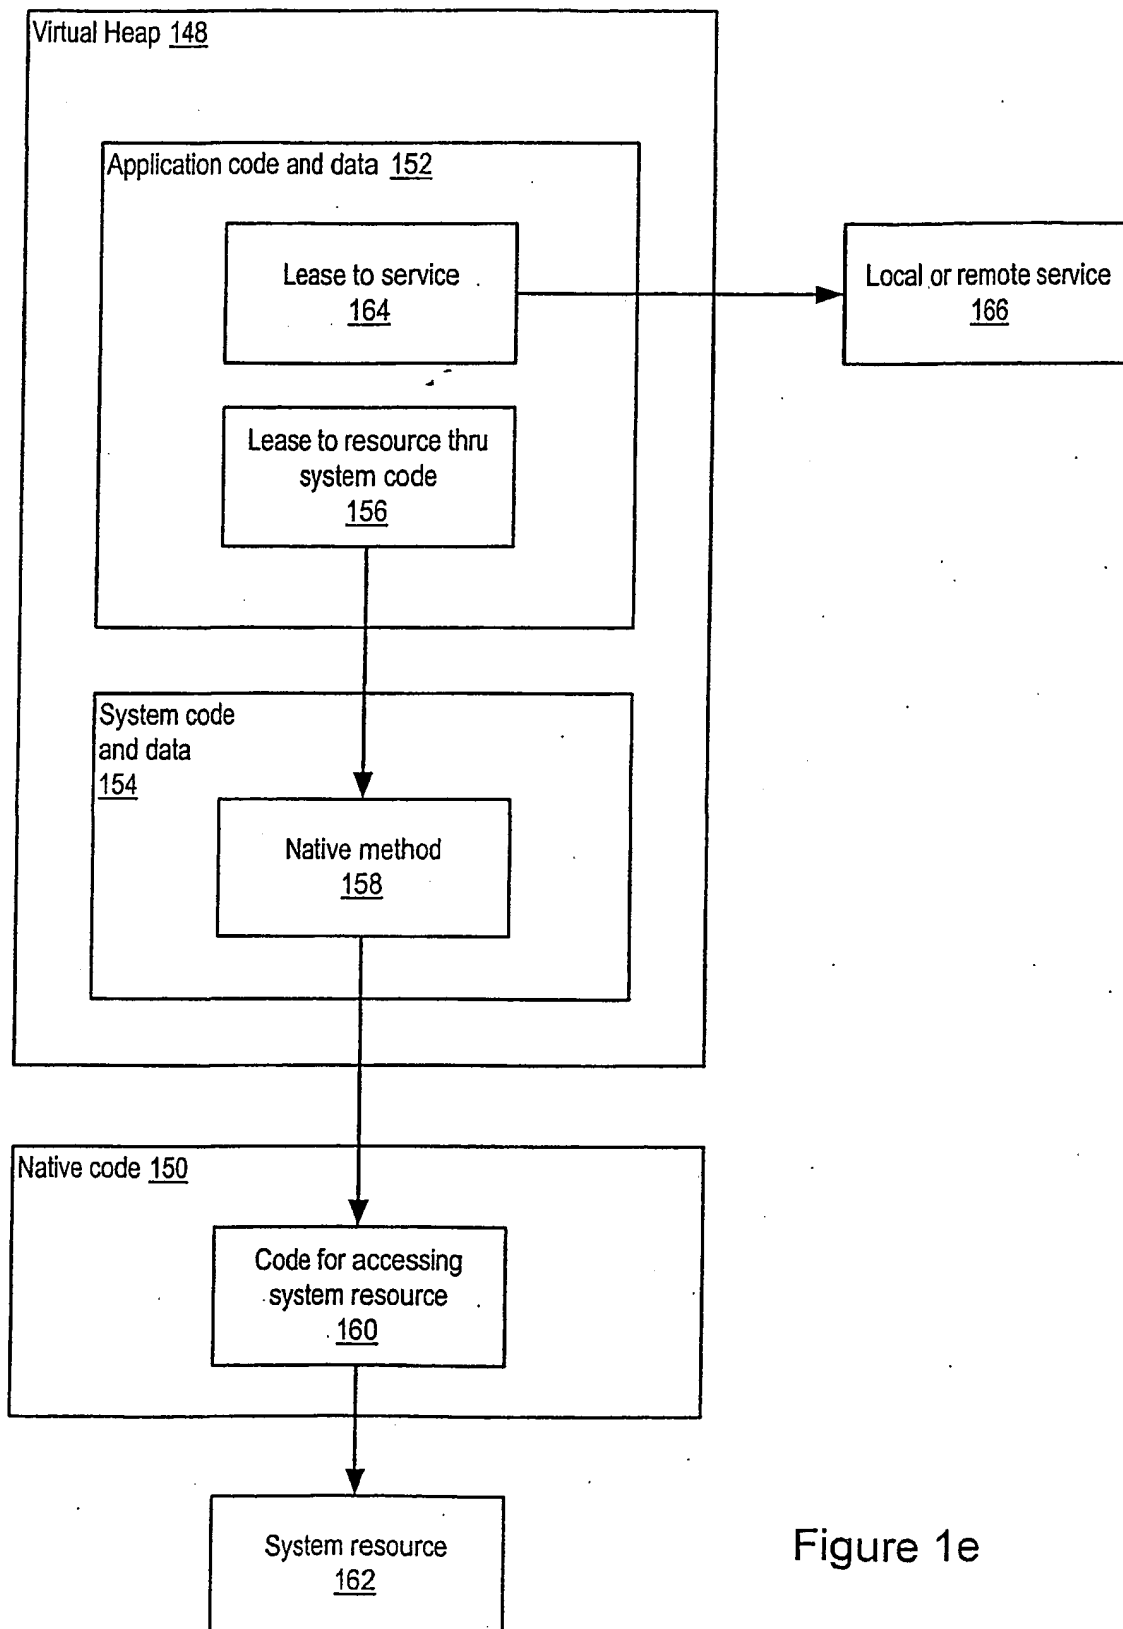 Virtual Heap 148
Application code and data 152
Lease to service
164
Local or remote service
166
Lease to resource thru
system code
156
System code
and data
154
Native method
158
Native code 150
Code for accessing
system resource
160
System resource
162
Figure 1e